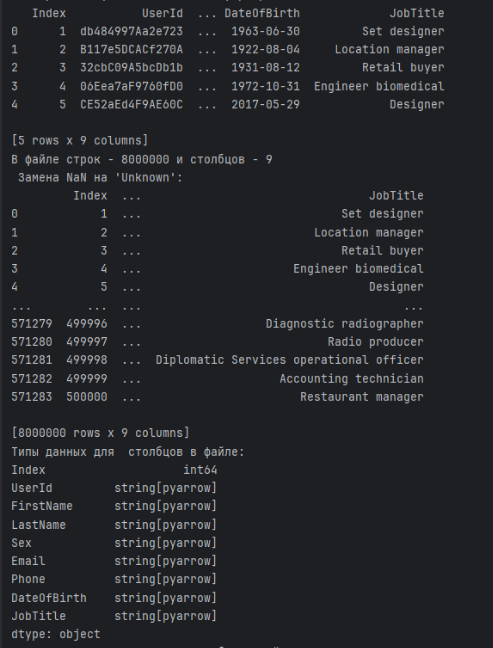 Index UserId ... DateOfBirth JobTitle
0 1 db484997Aa2e723 ... 1963-06-30 Set designer
1 2 B117e5DCACf270A ... 1922-08-04 Location manager
2 3 32cbC09A5bcDb1b ... 1931-08-12 Retail buyer
3 4 06Eea7aF9760fD0 ... 1972-10-31 Engineer biomedical
4 5 CE52aEd4F9AE60C ... 2017-05-29 Designer
[5 rows x 9 columns]
В файле строк - 8000000 и столбцов - 9
Замена NaN на 'Unknown':
Index ... JobTitle
0 1 ... Set designer
1 2 ... Location manager
2 3 ... Retail buyer
3 4 ... Engineer biomedical
4 5 ... Designer
... ... ... ...
571279 499996 ... Diagnostic radiographer
571280 499997 ... Radio producer
571281 499998 ... Diplomatic Services operational officer
571282 499999 ... Accounting technician
571283 500000 ... Restaurant manager
[8000000 rows x 9 columns]
Типы данных для столбцов в файле:
Index int64
UserId string[pyarrow]
FirstName string[pyarrow]
LastName string[pyarrow]
Sex string[pyarrow]
Email string[pyarrow]
Phone string[pyarrow]
DateOfBirth string[pyarrow]
JobTitle string[pyarrow]
dtype: object